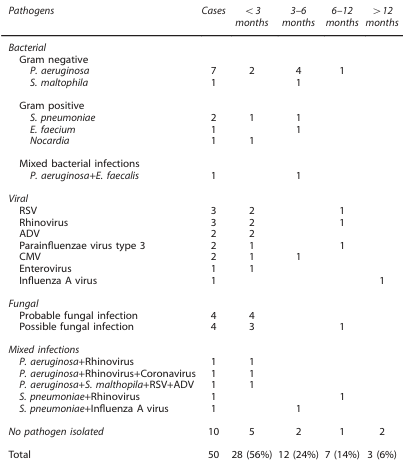 Pathogens Cases < 3 months 3–6 months 6–12 months > 12 months
Bacterial
Gram negative
P. aeruginosa 7 2 4 1
S. maltophila 1 1
Gram positive
S. pneumoniae 2 1 1
E. faecium 1 1
Nocardia 1 1
Mixed bacterial infections
P. aeruginosa+E. faecalis 1 1
Viral
RSV 3 2 1
Rhinovirus 3 2 1
ADV 2 2
Parainfluenzae virus type 3 2 1 1
CMV 2 1 1
Enterovirus 1 1
Influenza A virus 1 1
Fungal
Probable fungal infection 4 4
Possible fungal infection 4 3 1
Mixed infections
P. aeruginosa+Rhinovirus 1 1
P. aeruginosa+Rhinovirus+Coronavirus 1 1
P. aeruginosa+S. malthopila+RSV+ADV 1 1
S. pneumoniae+Rhinovirus 1 1
S. pneumoniae+Influenza A virus 1 1
No pathogen isolated 10 5 2 1 2
Total 50 28 (56%) 12 (24%) 7 (14%) 3 (6%)